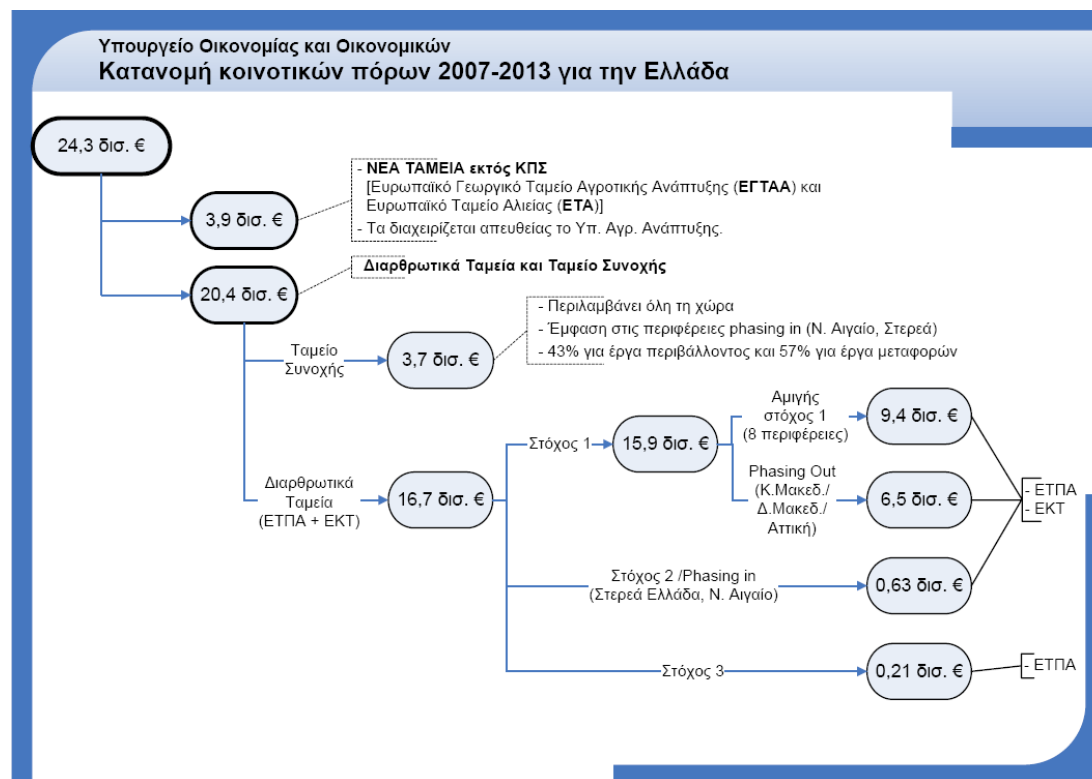 Υπουργείο Οικονομίας και Οικονομικών
Κατανομή κοινοτικών πόρων 2007-2013 για την Ελλάδα
24,3 δισ. €
3,9 δισ. €
- ΝΕΑ ΤΑΜΕΙΑ εκτός ΚΠΣ
[Ευρωπαϊκό Γεωργικό Ταμείο Αγροτικής Ανάπτυξης (ΕΓΤΑΑ) και
Ευρωπαϊκό Ταμείο Αλιείας (ΕΤΑ)]
- Τα διαχειρίζεται απευθείας το Υπ. Αγρ. Ανάπτυξης.
20,4 δισ. €
Διαρθρωτικά Ταμεία και Ταμείο Συνοχής
Ταμείο
Συνοχής
3,7 δισ. €
- Περιλαμβάνει όλη τη χώρα
- Έμφαση στις περιφέρειες phasing in (Ν. Αιγαίο, Στερεά)
- 43% για έργα περιβάλλοντος και 57% για έργα μεταφορών
Διαρθρωτικά
Ταμεία
(ΕΤΠΑ + ΕΚΤ)
16,7 δισ. €
Στόχος 1
15,9 δισ. €
Αμιγής
στόχος 1
(8 περιφέρειες)
9,4 δισ. €
Phasing Out
(Κ.Μακεδ./
Δ.Μακεδ./
Αττική)
6,5 δισ. €
Στόχος 2 /Phasing in
(Στερεά Ελλάδα, Ν. Αιγαίο)
0,63 δισ. €
- ΕΤΠΑ
- ΕΚΤ
Στόχος 3
0,21 δισ. €
- ΕΤΠΑ